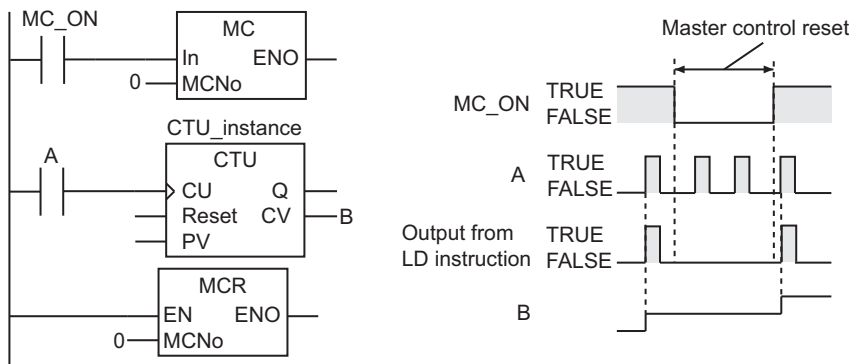 MC_ON
MC
In ENO
0 MCNo
CTU_instance
A
CTU
CU Q
Reset CV B
PV
MCR
EN ENO
0 MCNo
Master control reset
MC_ON TRUE
FALSE
A TRUE
FALSE
Output from
LD instruction
TRUE
FALSE
B